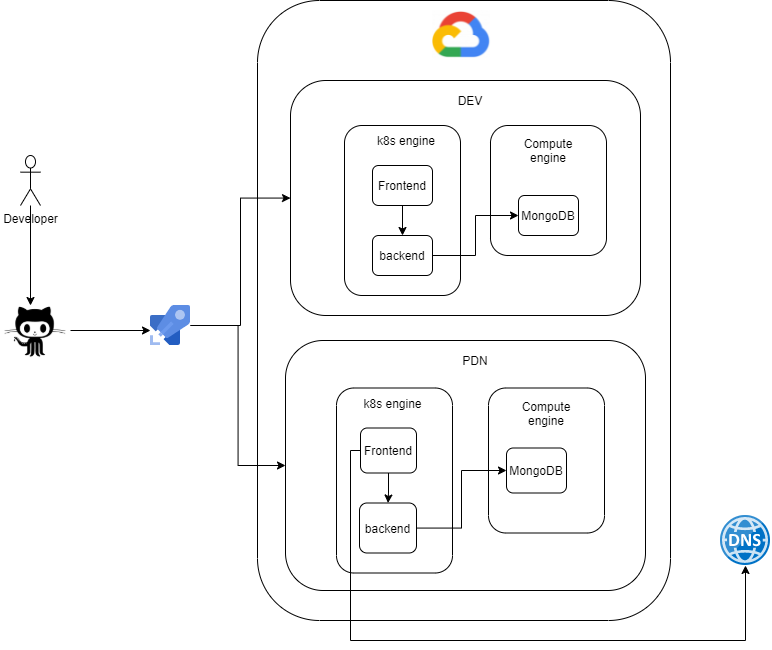 DEV
k8s engine
Compute
engine
Frontend
MongoDB
backend
Developer
PDN
k8s engine
Compute
engine
Frontend
MongoDB
backend
DNS